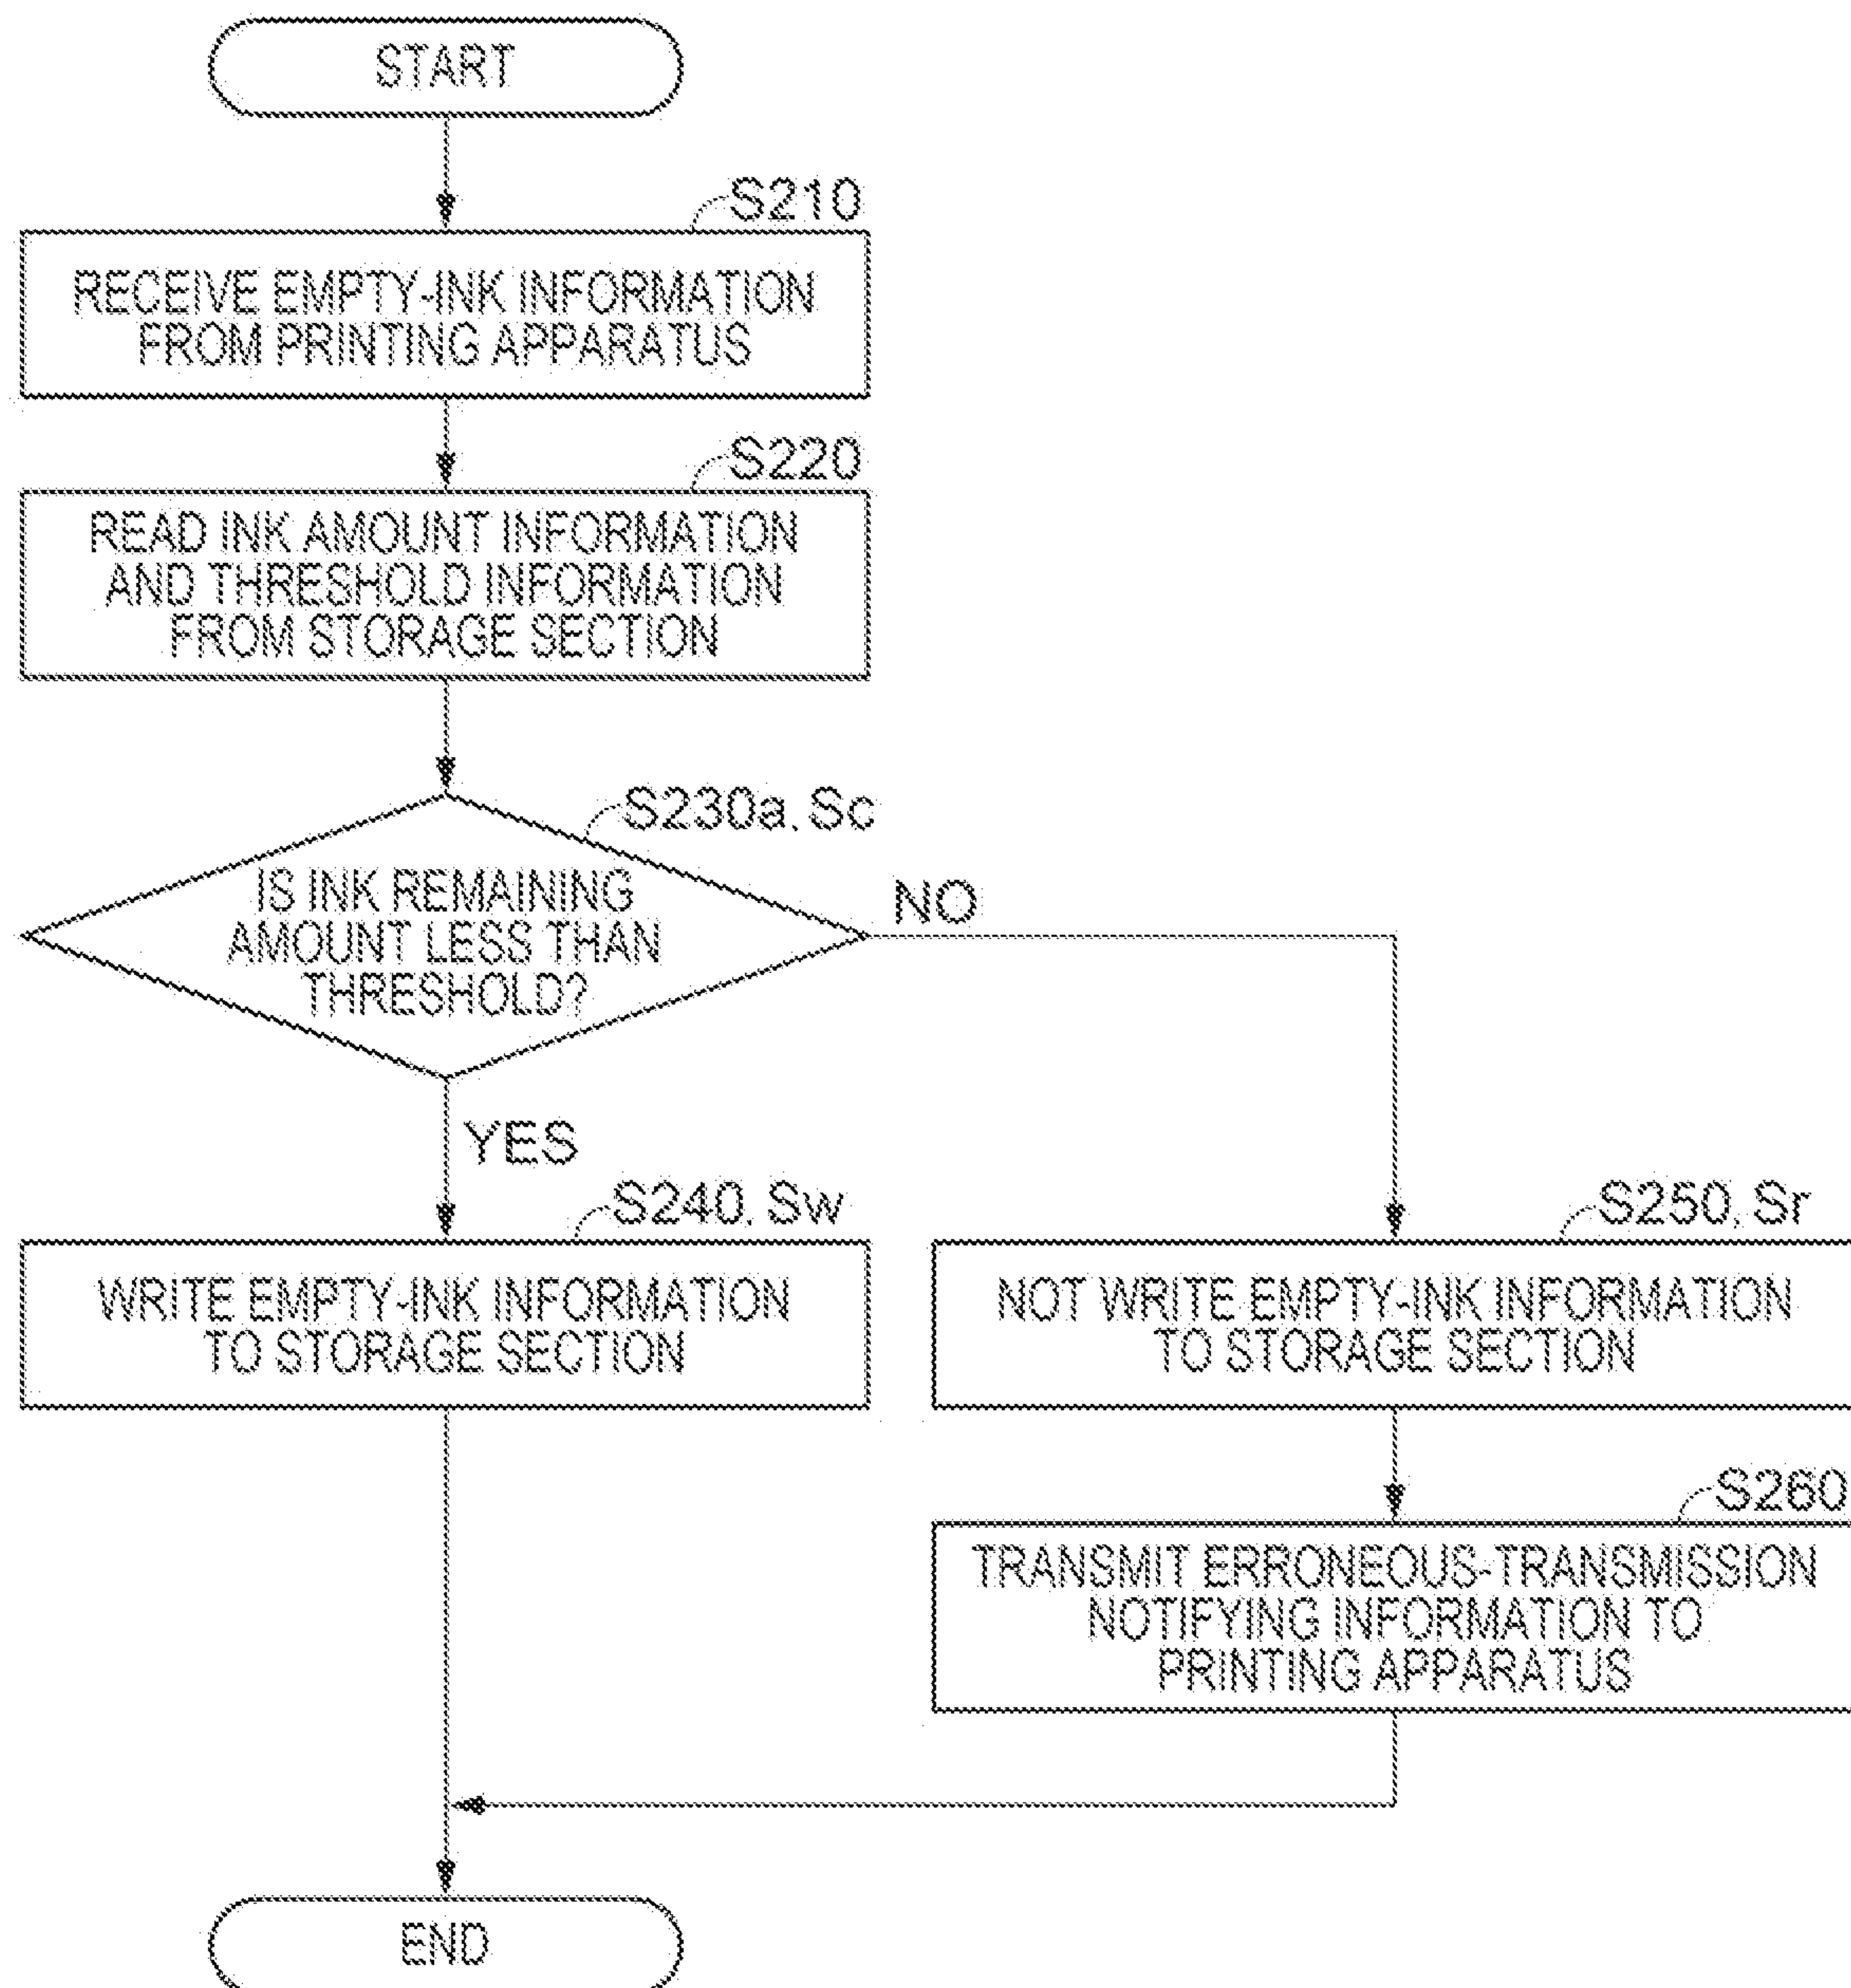 START
S210
RECEIVE EMPTY-INK INFORMATION
FROM PRINTING APPARATUS
S220
READ INK AMOUNT INFORMATION
AND THRESHOLD INFORMATION
FROM STORAGE SECTION
S230a, Sc
IS INK REMAINING
AMOUNT LESS THAN
THRESHOLD?
NO
YES
S240, Sw
WRITE EMPTY-INK INFORMATION
TO STORAGE SECTION
S250, Sr
NOT WRITE EMPTY-INK INFORMATION
TO STORAGE SECTION
S260
TRANSMIT ERRONEOUS-TRANSMISSION
NOTIFYING INFORMATION TO
PRINTING APPARATUS
END